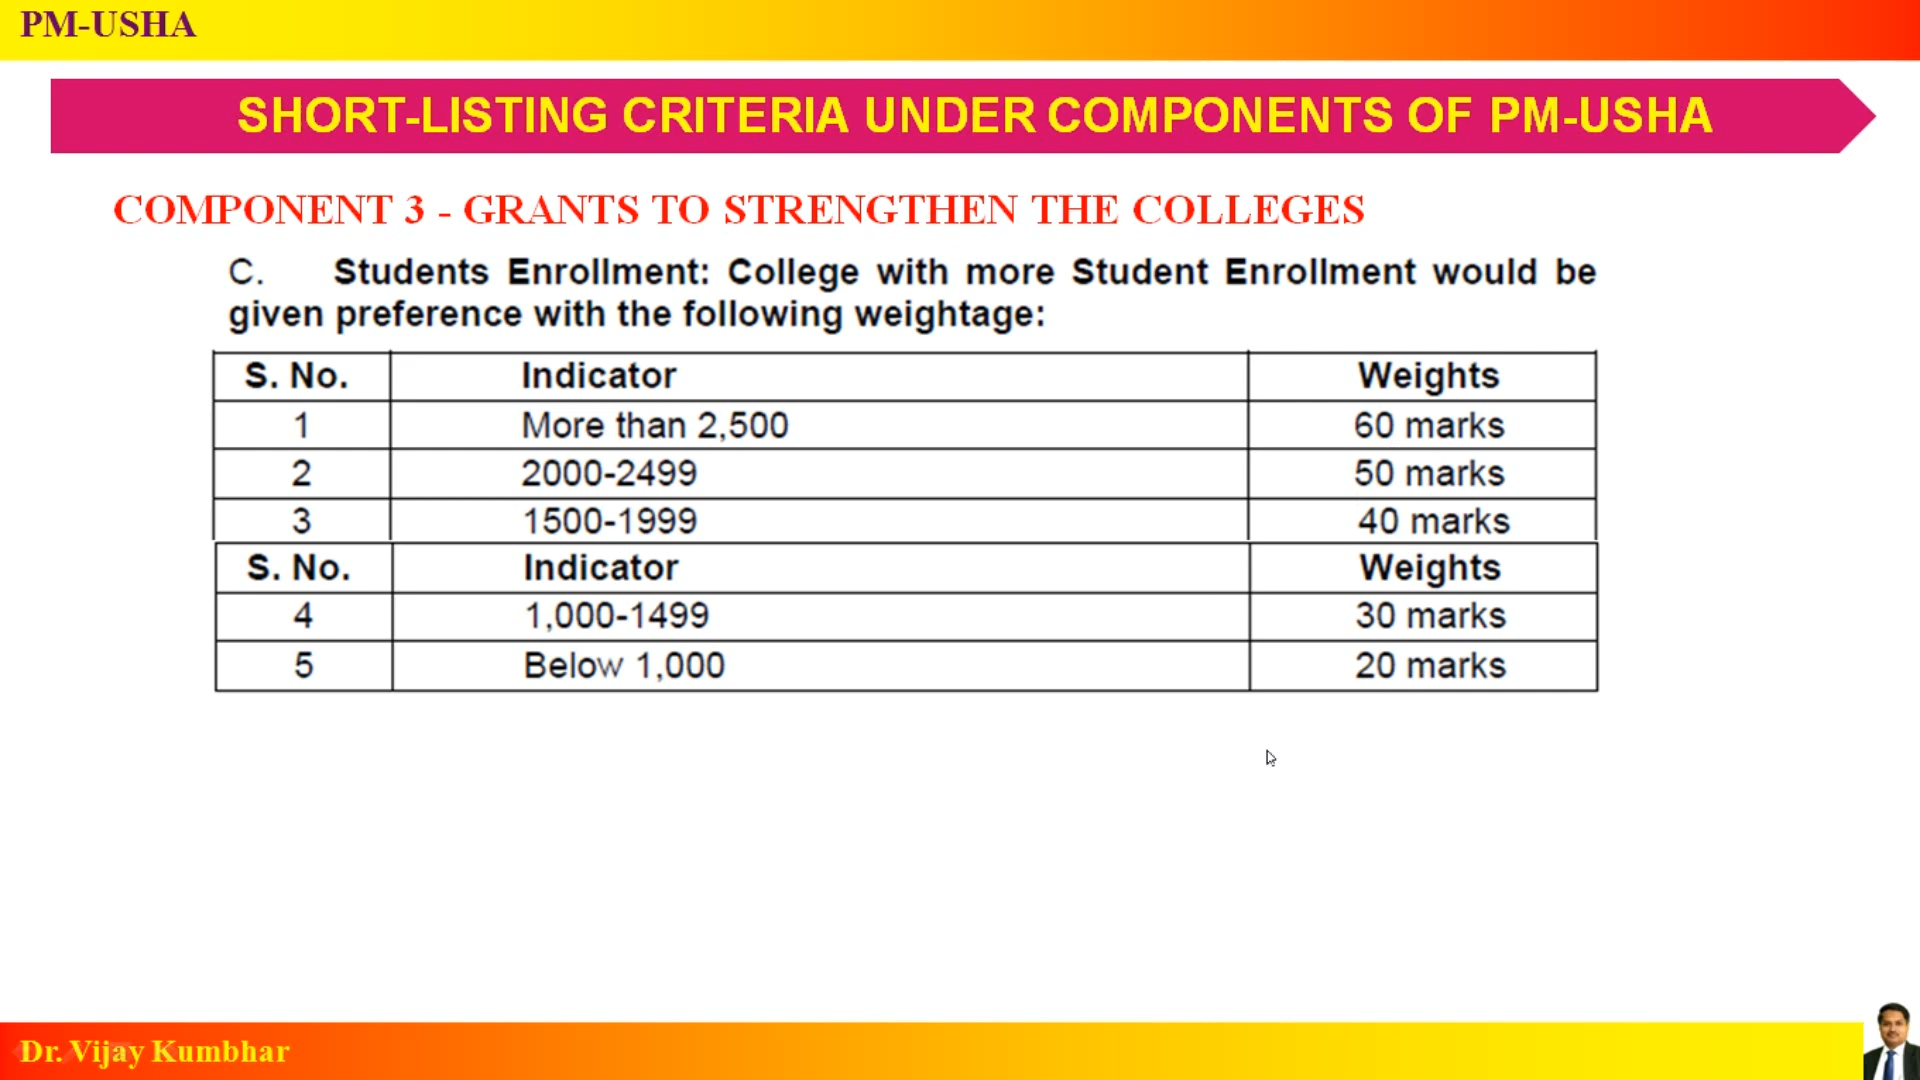 PM-USHA
SHORT-LISTING CRITERIA UNDER COMPONENTS OF PM-USHA
COMPONENT 3 - GRANTS TO STRENGTHEN THE COLLEGES
C. Students Enrollment: College with more Student Enrollment would be
given preference with the following weightage:
S. No. Indicator Weights
1 More than 2,500 60 marks
2 2000-2499 50 marks
3 1500-1999 40 marks
S. No. Indicator Weights
4 1,000-1499 30 marks
5 Below 1,000 20 marks
Dr. Vijay Kumbhar